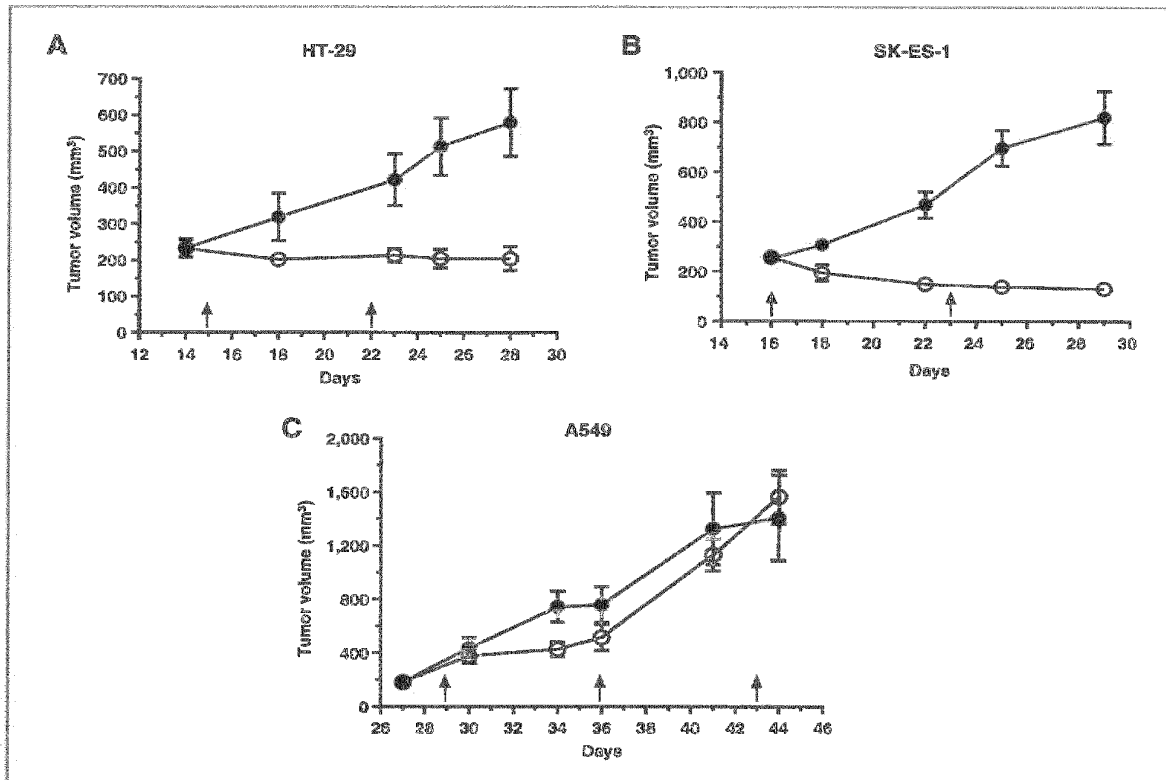 A
HT-29
Tumor volume (mm³)
700
600
500
400
300
200
100
0
12 14 16 18 20 22 24 26 28 30
Days
B
SK-ES-1
Tumor volume (mm³)
1,000
800
600
400
200
0
14 16 18 20 22 24 26 28 30
Days
C
A549
Tumor volume (mm³)
2,000
1,600
1,200
800
400
0
26 28 30 32 34 36 38 40 42 44 46
Days